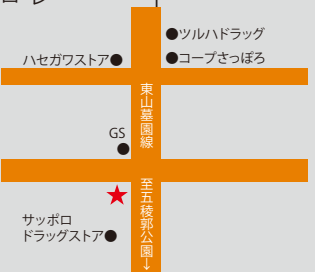 ●ツルハドラッグ
ハセガワストア●
●コープさっぽろ
東山墓園線
GS
●
至五稜郭公園→
★
サッポロ
ドラッグストア●